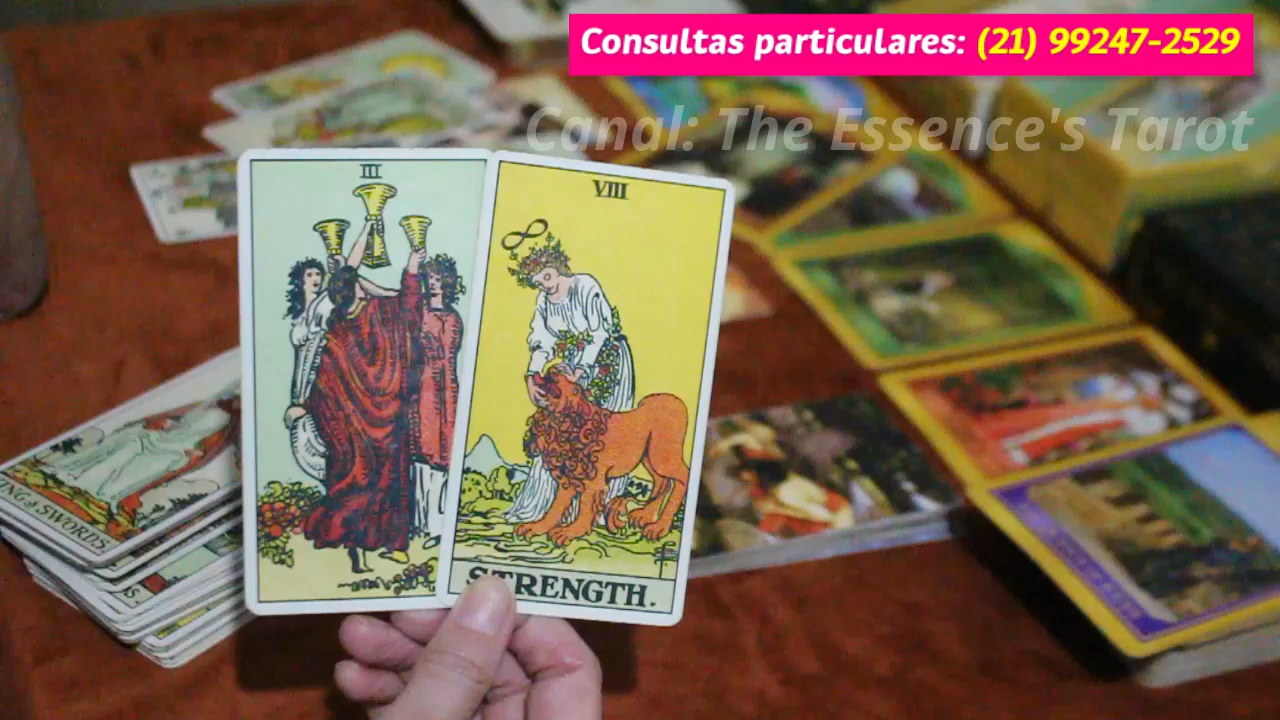 Consultas particulares: (21) 99247-2529
Canal: The Essence's Tarot
III
VIII
STRENGTH.
KING of SWORDS.